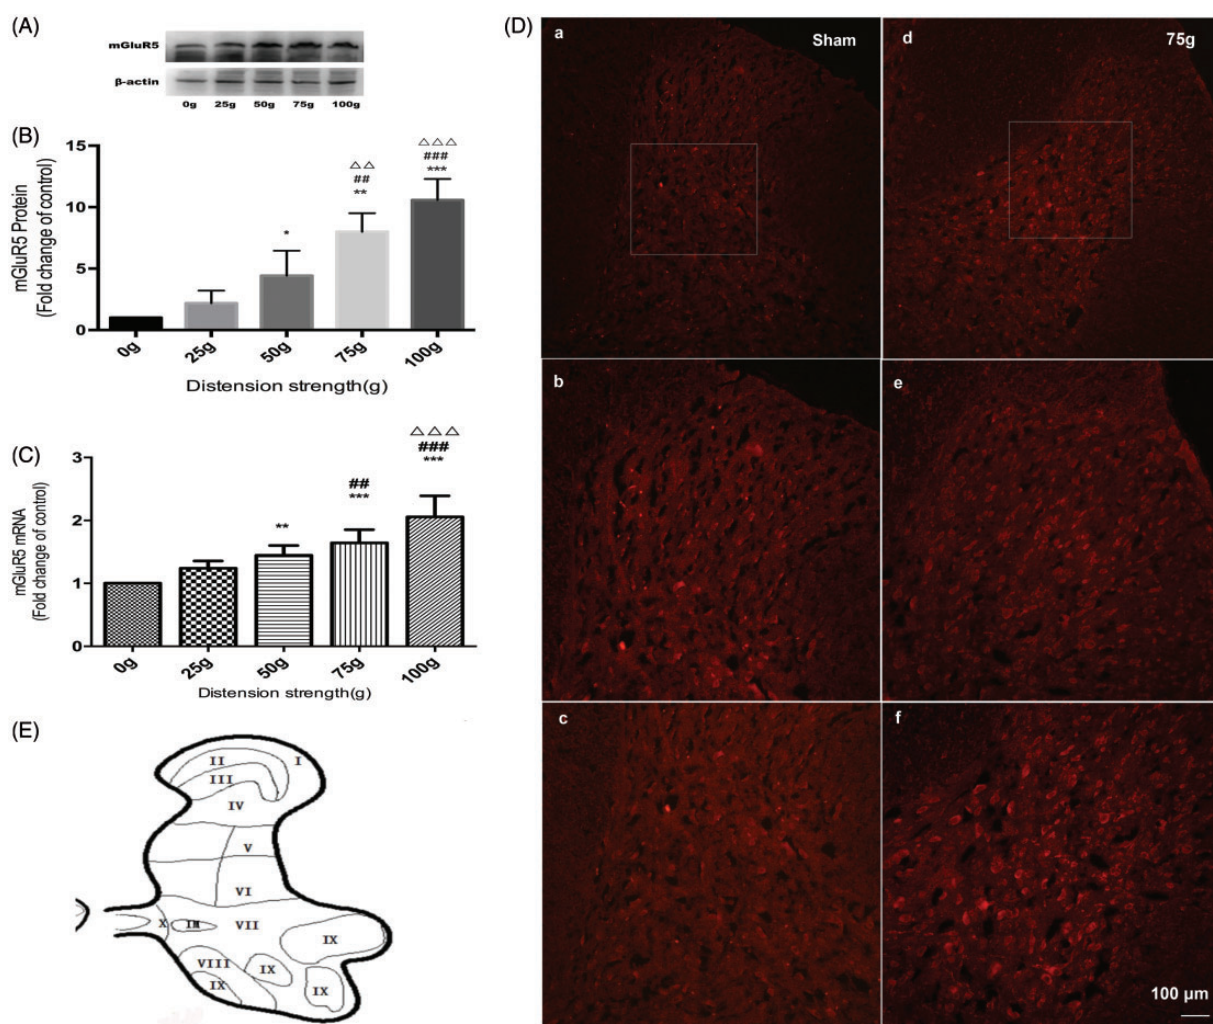 (A)
mGluR5
β-actin
0g 25g 50g 75g 100g
(B)
mGluR5 Protein
(Fold change of control)
15
10
5
0
*
△△
##
**
△△△
###
***
0g 25g 50g 75g 100g
Distension strength(g)
(C)
mGluR5 mRNA
(Fold change of control)
3
2
1
0
**
##
***
△△△
###
***
0g 25g 50g 75g 100g
Distension strength(g)
(E)
I
II
III
IV
V
VI
X VII
IX
VIII
IX
IX
IX
(D)
a Sham
d 75g
b
e
c
f
100 µm